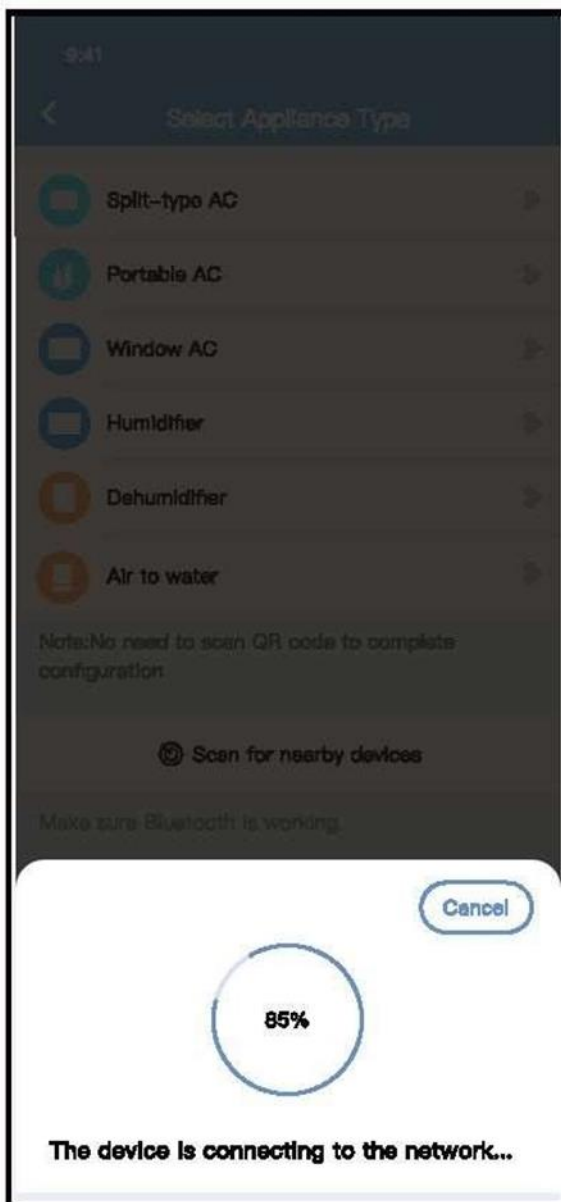 9:41
Select Appliance Type
Split-type AC
Portable AC
Window AC
Humidifier
Dehumidifier
Air to water
Note:No need to scan QR code to complete
configuration
Scan for nearby devices
Make sure Bluetooth is working.
Cancel
85%
The device is connecting to the network...